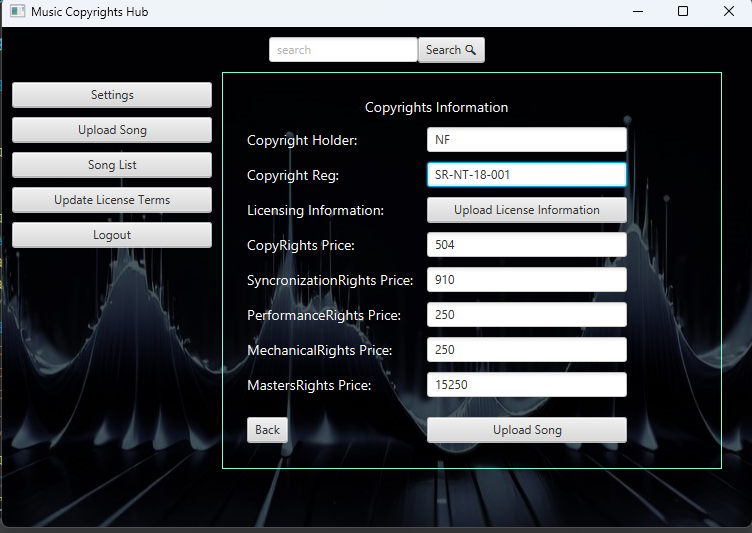 Music Copyrights Hub
search
Search
Settings
Upload Song
Song List
Update License Terms
Logout
Copyrights Information
Copyright Holder: NF
Copyright Reg: SR-NT-18-001
Licensing Information: Upload License Information
CopyRights Price: 504
SyncronizationRights Price: 910
PerformanceRights Price: 250
MechanicalRights Price: 250
MastersRights Price: 15250
Back
Upload Song